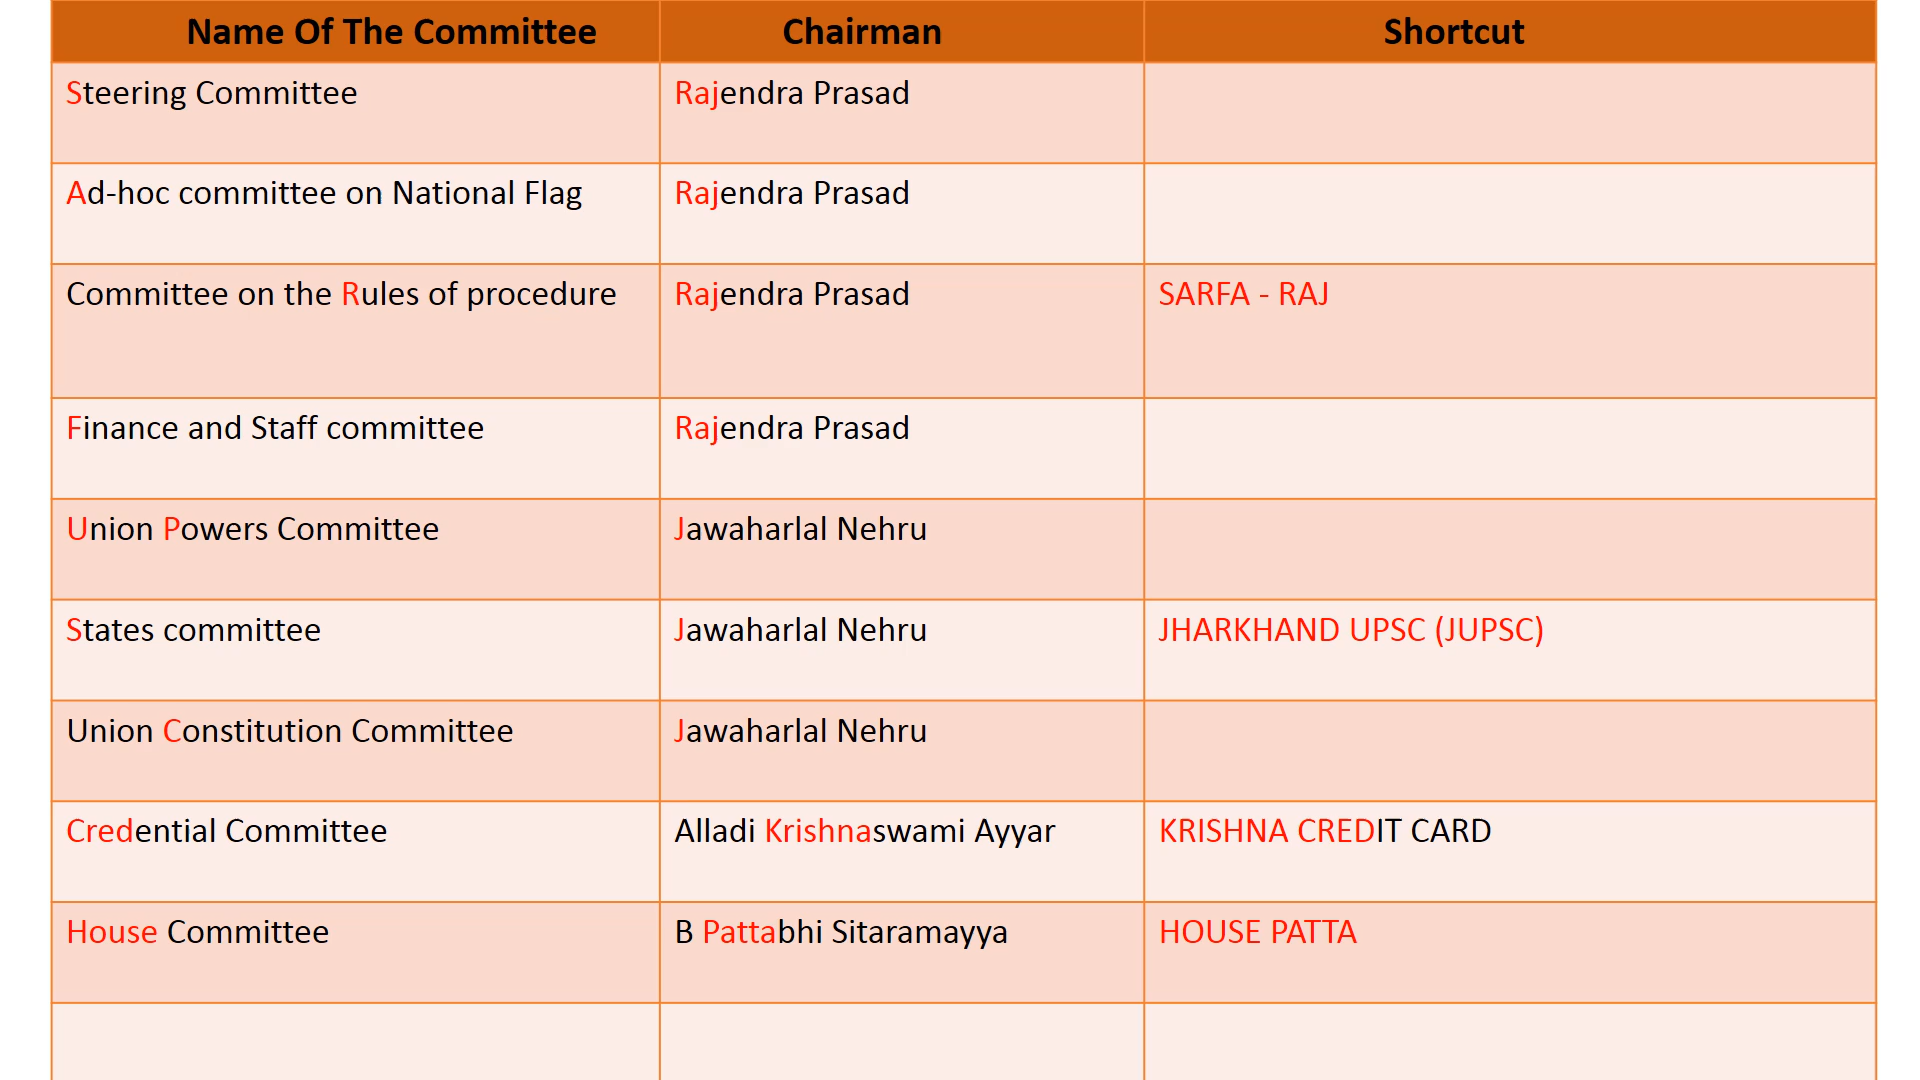 Name Of The Committee Chairman Shortcut
Steering Committee Rajendra Prasad
Ad-hoc committee on National Flag Rajendra Prasad
Committee on the Rules of procedure Rajendra Prasad SARFA - RAJ
Finance and Staff committee Rajendra Prasad
Union Powers Committee Jawaharlal Nehru
States committee Jawaharlal Nehru JHARKHAND UPSC (JUPSC)
Union Constitution Committee Jawaharlal Nehru
Credential Committee Alladi Krishnaswami Ayyar KRISHNA CREDIT CARD
House Committee B Pattabhi Sitaramayya HOUSE PATTA